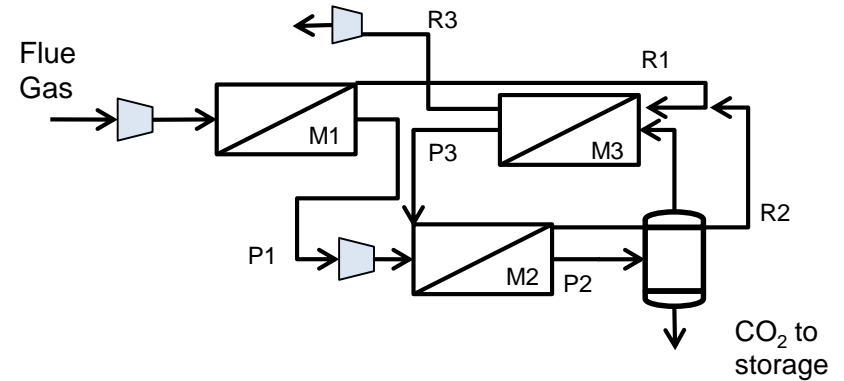 R3
Flue
Gas
R1
M1
P3
M3
R2
P1
M2
P2
CO₂ to
storage